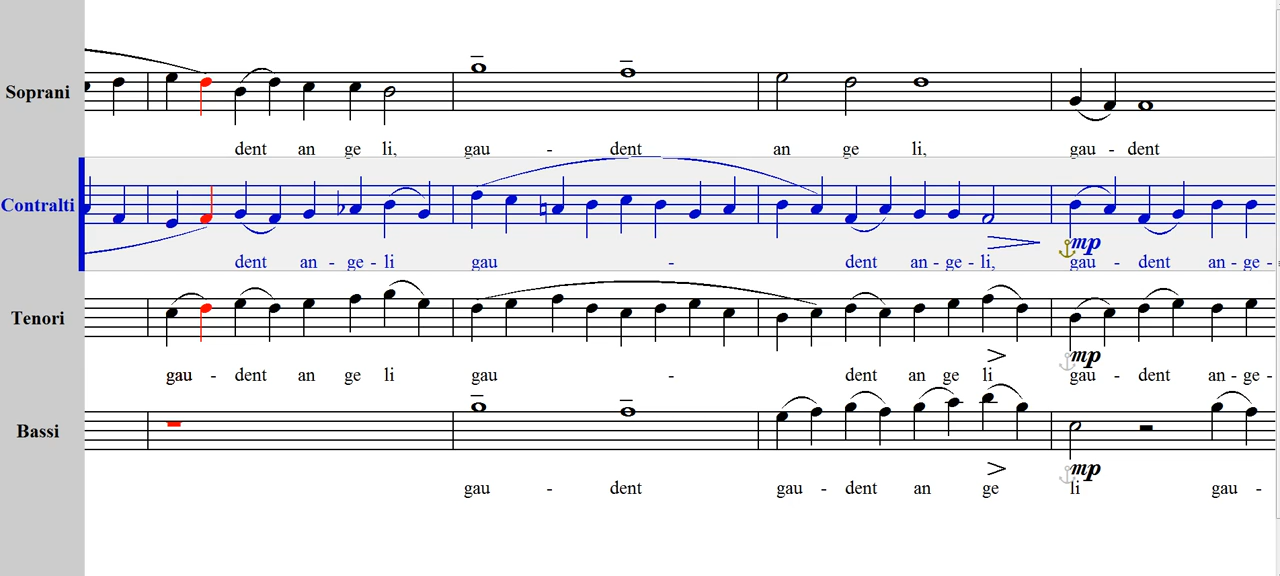 Soprani
dent an ge li, gau - dent an ge li, gau - dent
Contralti
mp
dent an - ge - li gau - dent an - ge - li, gau - dent an - ge -
Tenori
mp
gau - dent an ge li gau - dent an ge li gau - dent an - ge -
Bassi
mp
gau - dent gau - dent an ge li gau -